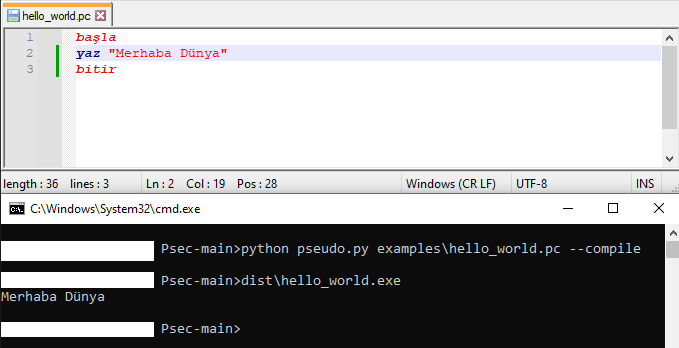 hello_world.pc
1 başla
2 yaz "Merhaba Dünya"
3 bitir
length : 36 lines : 3 Ln : 2 Col : 19 Pos : 28 Windows (CR LF) UTF-8 INS
C:\Windows\System32\cmd.exe
Psec-main>python pseudo.py examples\hello_world.pc --compile
Psec-main>dist\hello_world.exe
Merhaba Dünya
Psec-main>